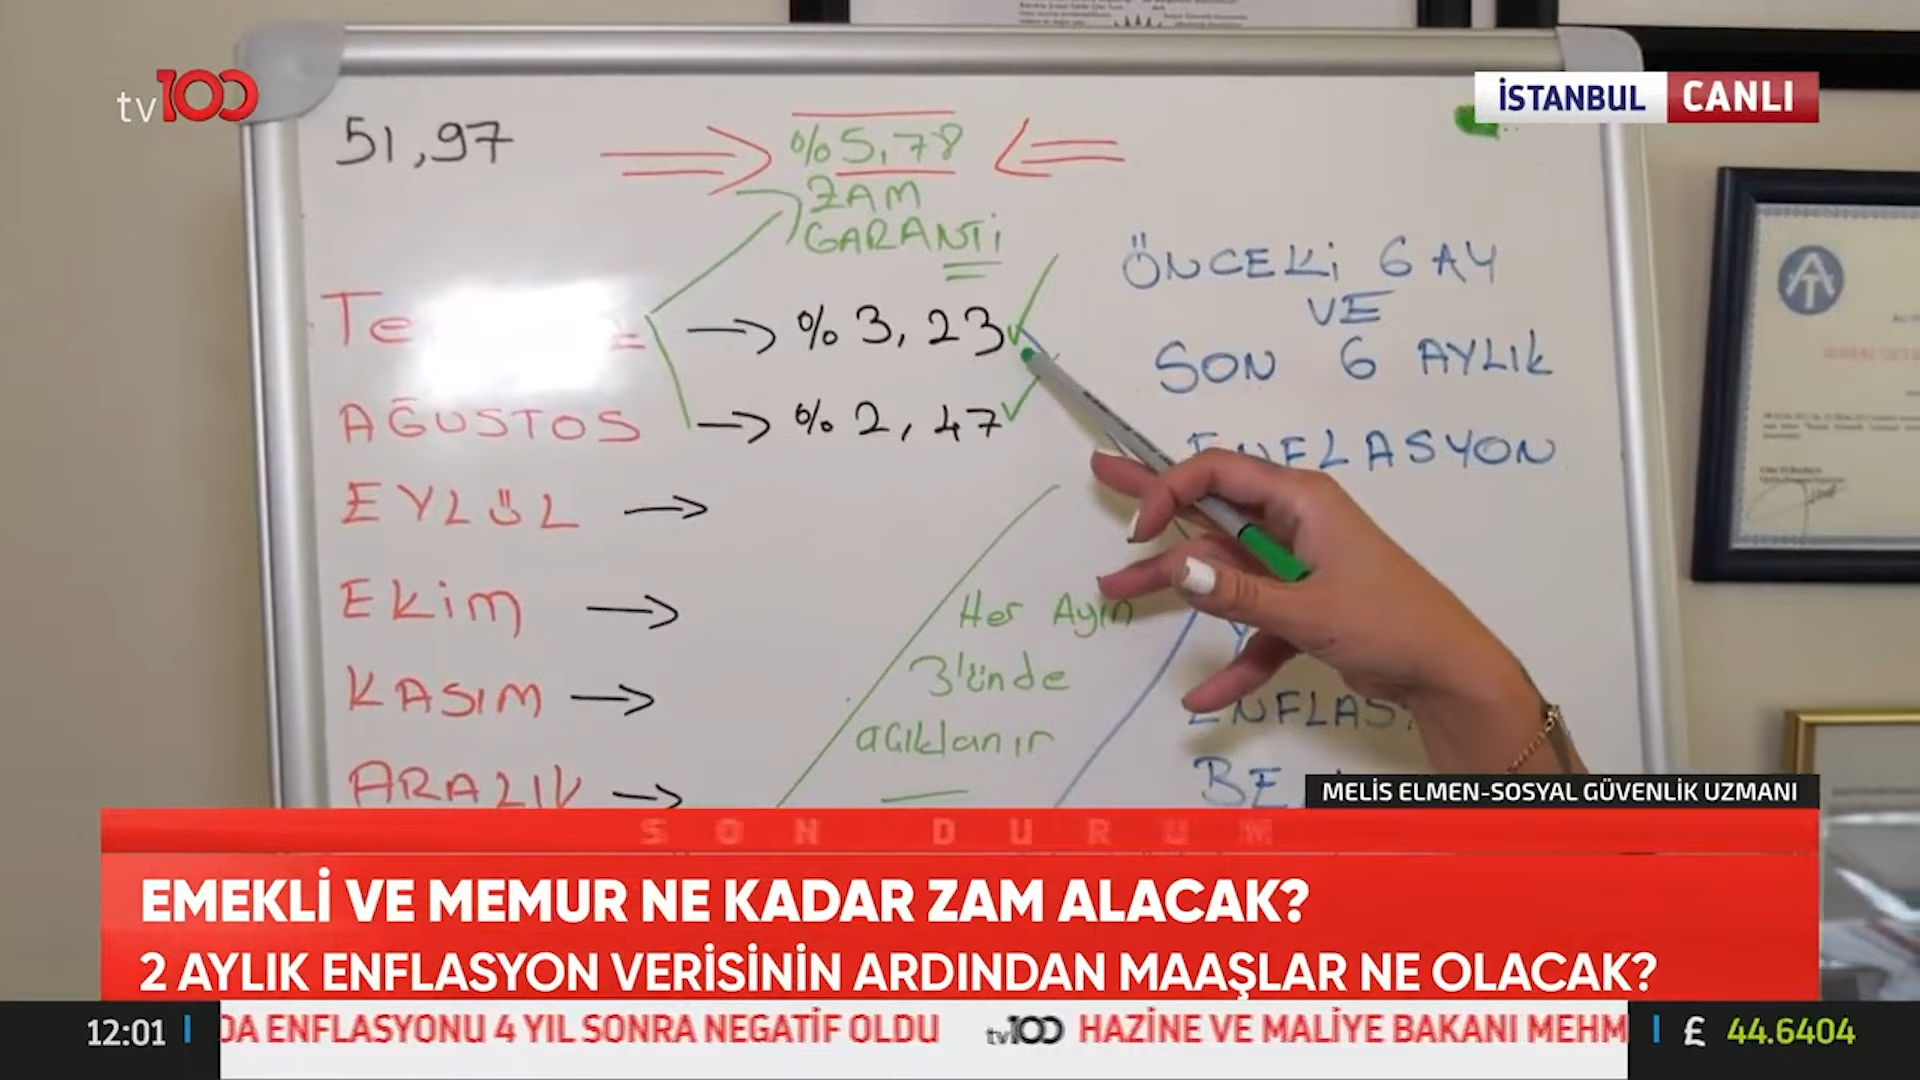 tv100
İSTANBUL CANLI
51,97
%5,78
ZAM
GARANTİ
ÖNCEKİ 6 AY
VE
SON 6 AYLIK
ENFLASYON
→ %3,23
AĞUSTOS → %2,47
EYLÜL →
EKİM →
KASIM →
ARALIK →
Her Ayın
3'ünde
açıklanır
MELİS ELMEN-SOSYAL GÜVENLİK UZMANI
SON DURUM
EMEKLİ VE MEMUR NE KADAR ZAM ALACAK?
2 AYLIK ENFLASYON VERİSİNİN ARDINDAN MAAŞLAR NE OLACAK?
12:01
DA ENFLASYONU 4 YIL SONRA NEGATİF OLDU tv100 HAZİNE VE MALİYE BAKANI MEHM
£ 44.6404